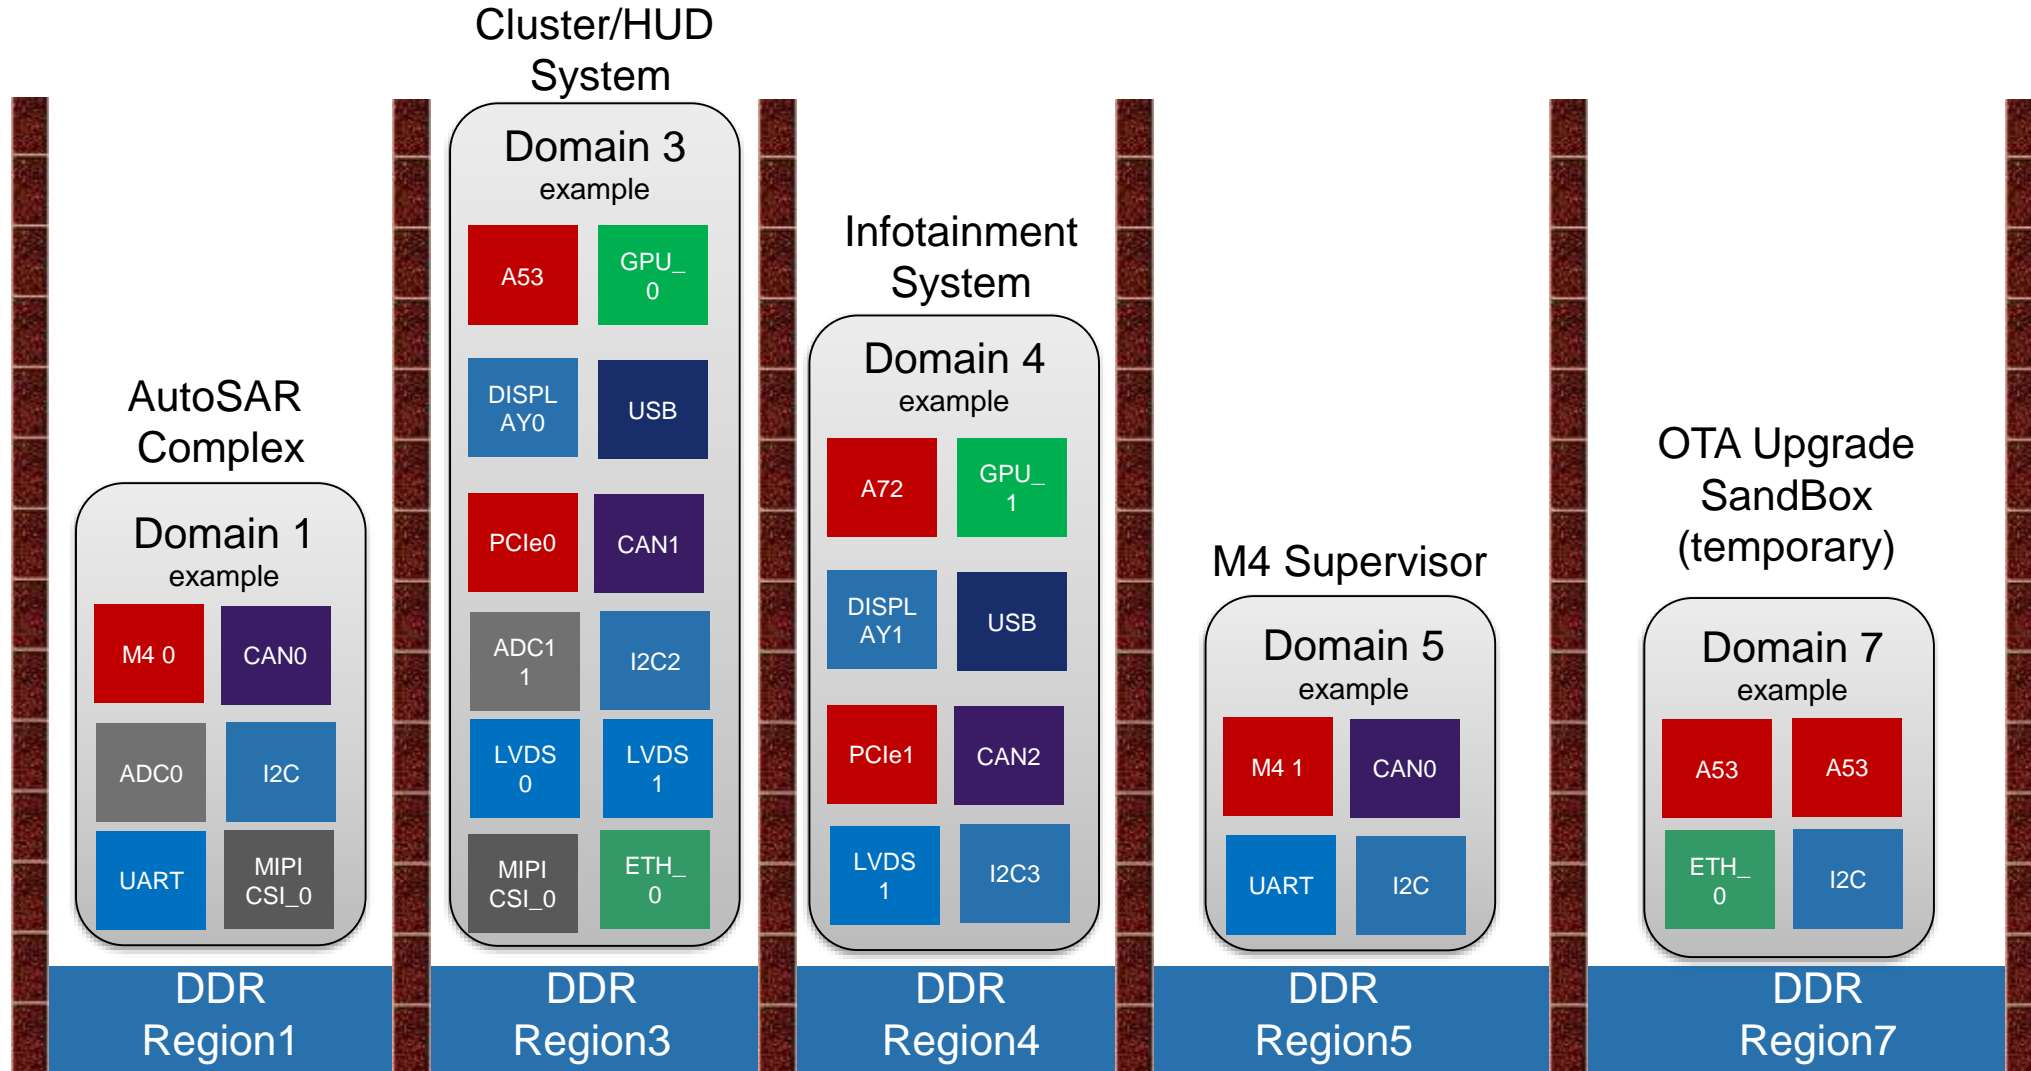 AutoSAR
Complex
Domain 1
example
M4 0
CAN0
ADC0
I2C
UART
MIPI
CSI_0
DDR
Region1
Cluster/HUD
System
Domain 3
example
A53
GPU_
0
DISPL
AY0
USB
PCIe0
CAN1
ADC1
1
I2C2
LVDS
0
LVDS
1
MIPI
CSI_0
ETH_
0
DDR
Region3
Infotainment
System
Domain 4
example
A72
GPU_
1
DISPL
AY1
USB
PCIe1
CAN2
LVDS
1
I2C3
DDR
Region4
M4 Supervisor
Domain 5
example
M4 1
CAN0
UART
I2C
DDR
Region5
OTA Upgrade
SandBox
(temporary)
Domain 7
example
A53
A53
ETH_
0
I2C
DDR
Region7